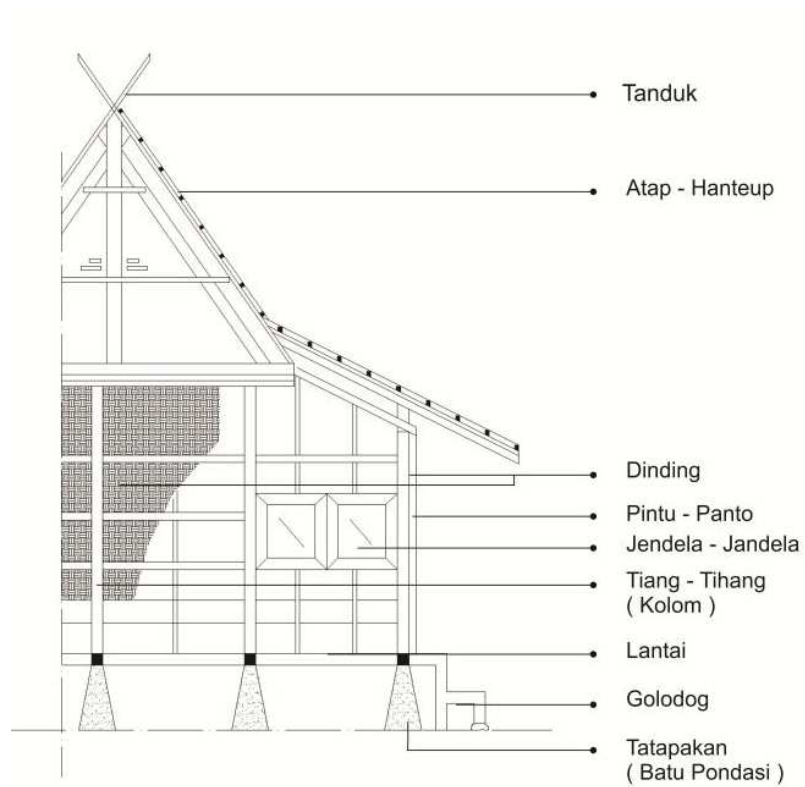 Tanduk
Atap - Hanteup
Dinding
Pintu - Panto
Jendela - Jandela
Tiang - Tihang
( Kolom )
Lantai
Golodog
Tatapakan
( Batu Pondasi )